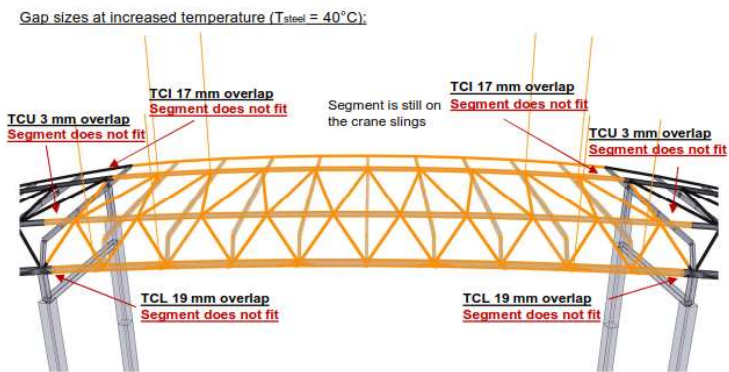 Gap sizes at increased temperature (Tsteel = 40°C):
TCI 17 mm overlap
Segment does not fit
TCU 3 mm overlap
Segment does not fit
Segment is still on
the crane slings
TCI 17 mm overlap
Segment does not fit
TCU 3 mm overlap
Segment does not fit
TCL 19 mm overlap
Segment does not fit
TCL 19 mm overlap
Segment does not fit